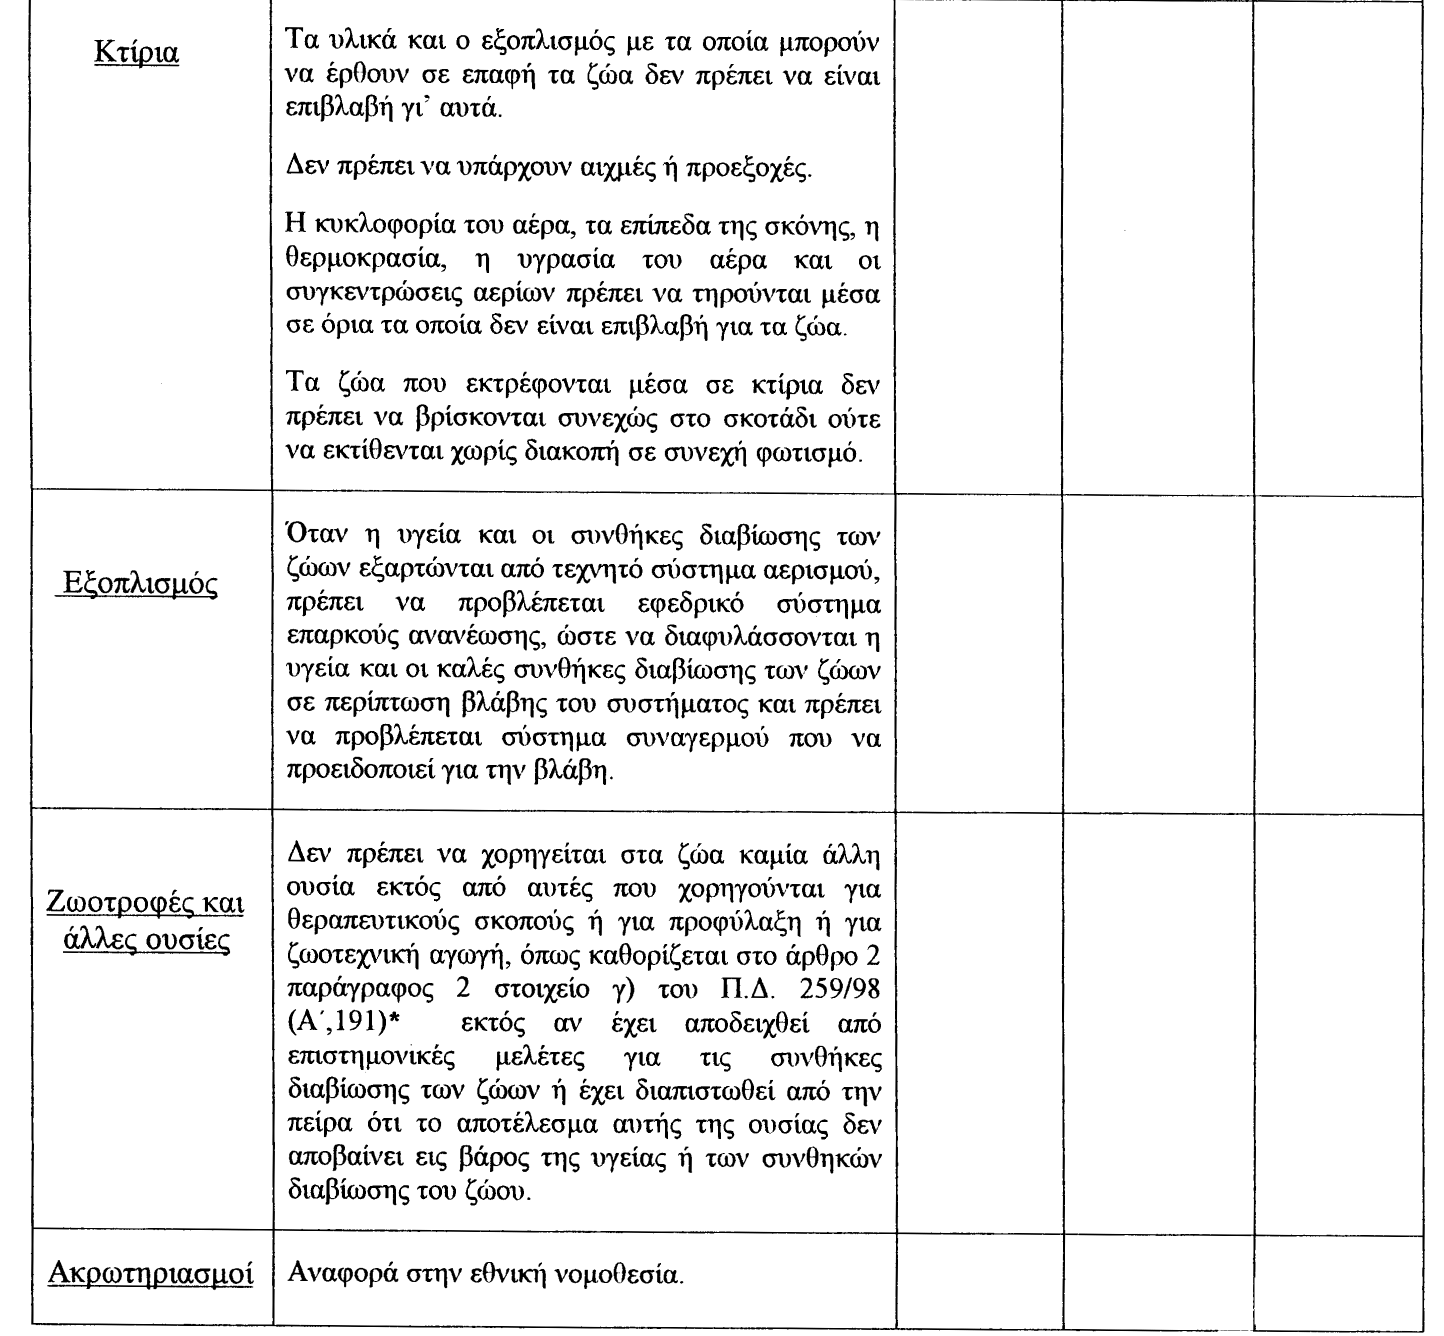 Κτίρια
Τα υλικά και ο εξοπλισμός με τα οποία μπορούν
να έρθουν σε επαφή τα ζώα δεν πρέπει να είναι
επιβλαβή γι’ αυτά.
Δεν πρέπει να υπάρχουν αιχμές ή προεξοχές.
Η κυκλοφορία του αέρα, τα επίπεδα της σκόνης, η
θερμοκρασία, η υγρασία του αέρα και οι
συγκεντρώσεις αερίων πρέπει να τηρούνται μέσα
σε όρια τα οποία δεν είναι επιβλαβή για τα ζώα.
Τα ζώα που εκτρέφονται μέσα σε κτίρια δεν
πρέπει να βρίσκονται συνεχώς στο σκοτάδι ούτε
να εκτίθενται χωρίς διακοπή σε συνεχή φωτισμό.
Εξοπλισμός
Όταν η υγεία και οι συνθήκες διαβίωσης των
ζώων εξαρτώνται από τεχνητό σύστημα αερισμού,
πρέπει να προβλέπεται εφεδρικό σύστημα
επαρκούς ανανέωσης, ώστε να διαφυλάσσονται η
υγεία και οι καλές συνθήκες διαβίωσης των ζώων
σε περίπτωση βλάβης του συστήματος και πρέπει
να προβλέπεται σύστημα συναγερμού που να
προειδοποιεί για την βλάβη.
Ζωοτροφές και
άλλες ουσίες
Δεν πρέπει να χορηγείται στα ζώα καμία άλλη
ουσία εκτός από αυτές που χορηγούνται για
θεραπευτικούς σκοπούς ή για προφύλαξη ή για
ζωοτεχνική αγωγή, όπως καθορίζεται στο άρθρο 2
παράγραφος 2 στοιχείο γ) του Π.Δ. 259/98
(Α΄,191)* εκτός αν έχει αποδειχθεί από
επιστημονικές μελέτες για τις συνθήκες
διαβίωσης των ζώων ή έχει διαπιστωθεί από την
πείρα ότι το αποτέλεσμα αυτής της ουσίας δεν
αποβαίνει εις βάρος της υγείας ή των συνθηκών
διαβίωσης του ζώου.
Ακρωτηριασμοί
Αναφορά στην εθνική νομοθεσία.